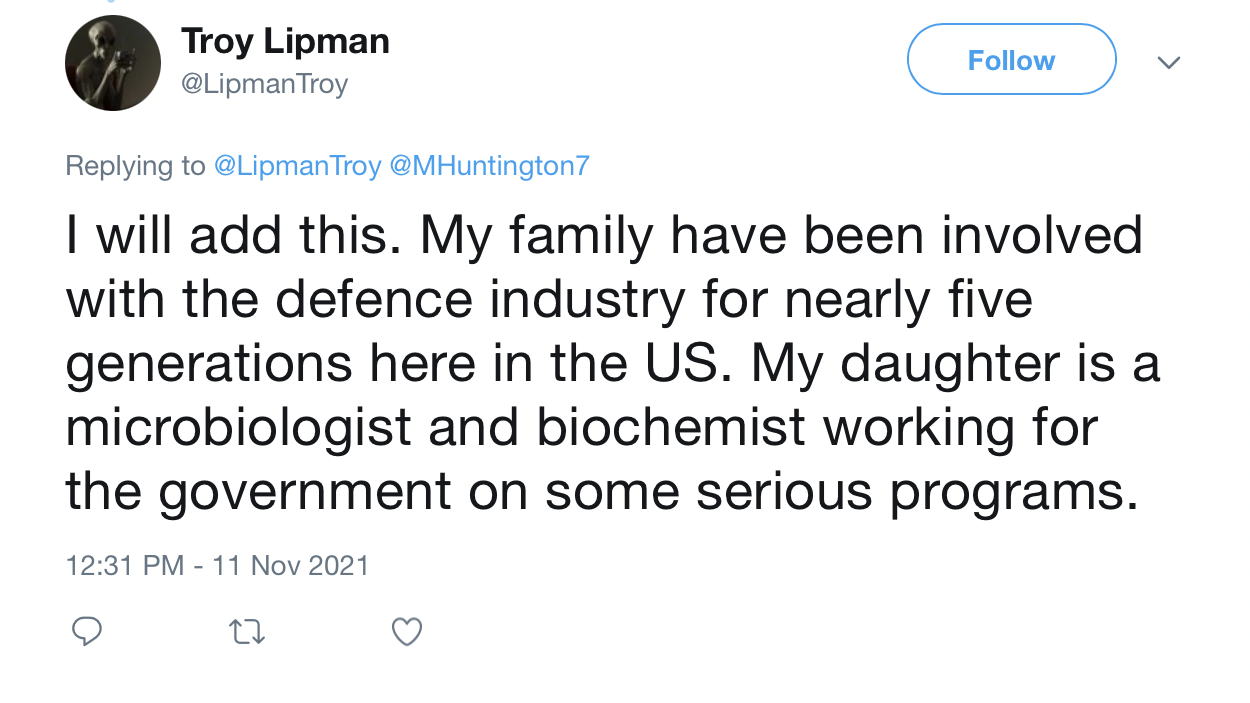 Troy Lipman
@LipmanTroy
Follow
Replying to @LipmanTroy @MHuntington7
I will add this. My family have been involved
with the defence industry for nearly five
generations here in the US. My daughter is a
microbiologist and biochemist working for
the government on some serious programs.
12:31 PM - 11 Nov 2021